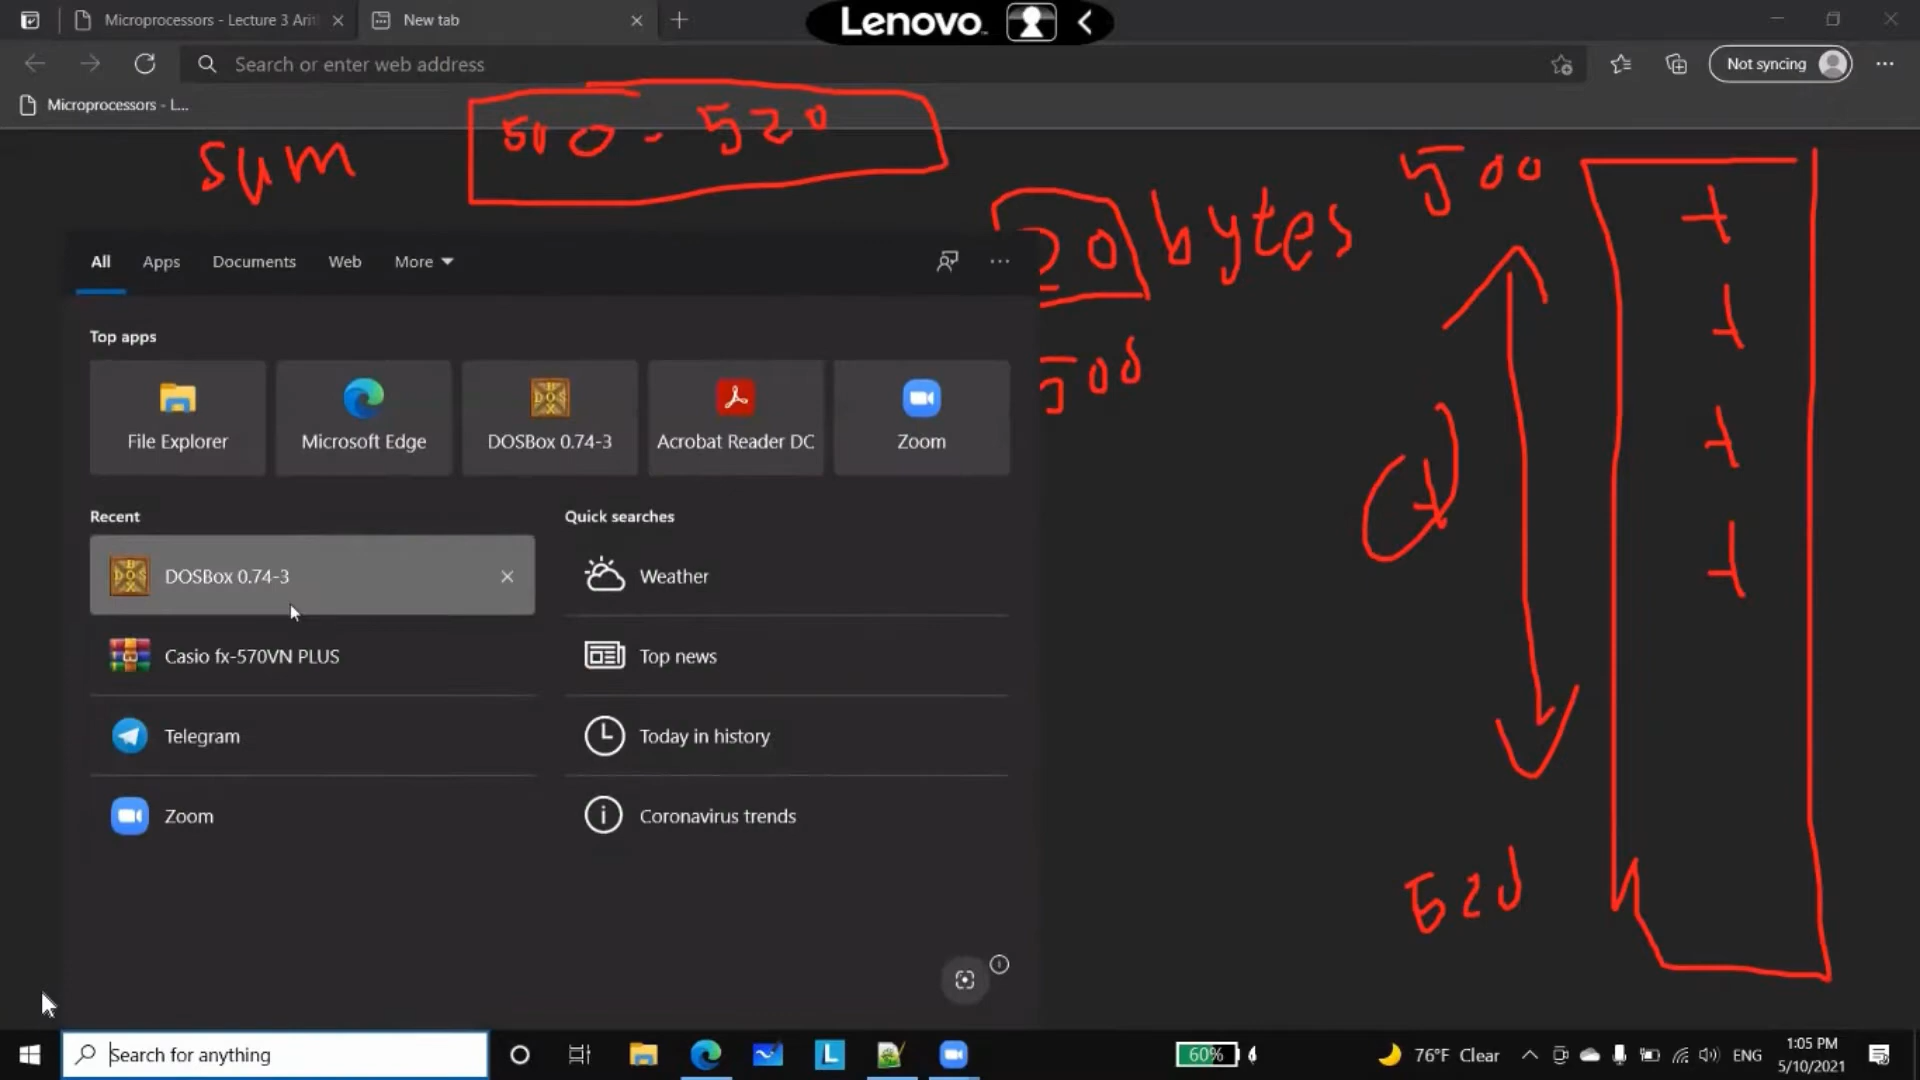 Microprocessors - Lecture 3 Arit
New tab
Lenovo
Search or enter web address
Not syncing
Microprocessors - L...
sum
500 - 520
20 bytes
500
500
520
All
Apps
Documents
Web
More
Top apps
File Explorer
Microsoft Edge
DOSBox 0.74-3
Acrobat Reader DC
Zoom
Recent
Quick searches
DOSBox 0.74-3
Weather
Casio fx-570VN PLUS
Top news
Telegram
Today in history
Zoom
Coronavirus trends
+
+
+
+
+
Search for anything
60%
76°F Clear
ENG
1:05 PM
5/10/2021